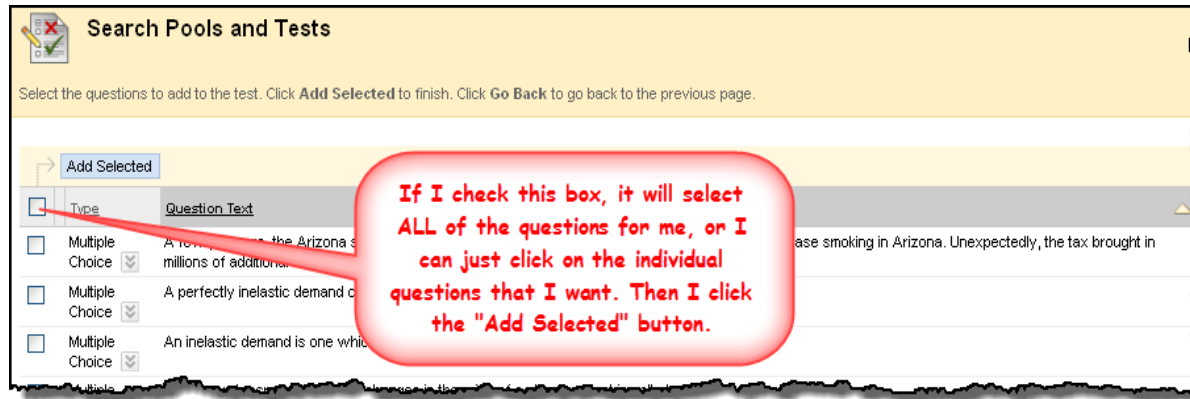 Search Pools and Tests
Select the questions to add to the test. Click Add Selected to finish. Click Go Back to go back to the previous page.
Add Selected
Type Question Text
If I check this box, it will select
ALL of the questions for me, or I
can just click on the individual
questions that I want. Then I click
the "Add Selected" button.
Multiple
Choice
A the Arizona ase smoking in Arizona. Unexpectedly, the tax brought in
millions of additional
Multiple
Choice
A perfectly inelastic demand
Multiple
Choice
An inelastic demand is one whic